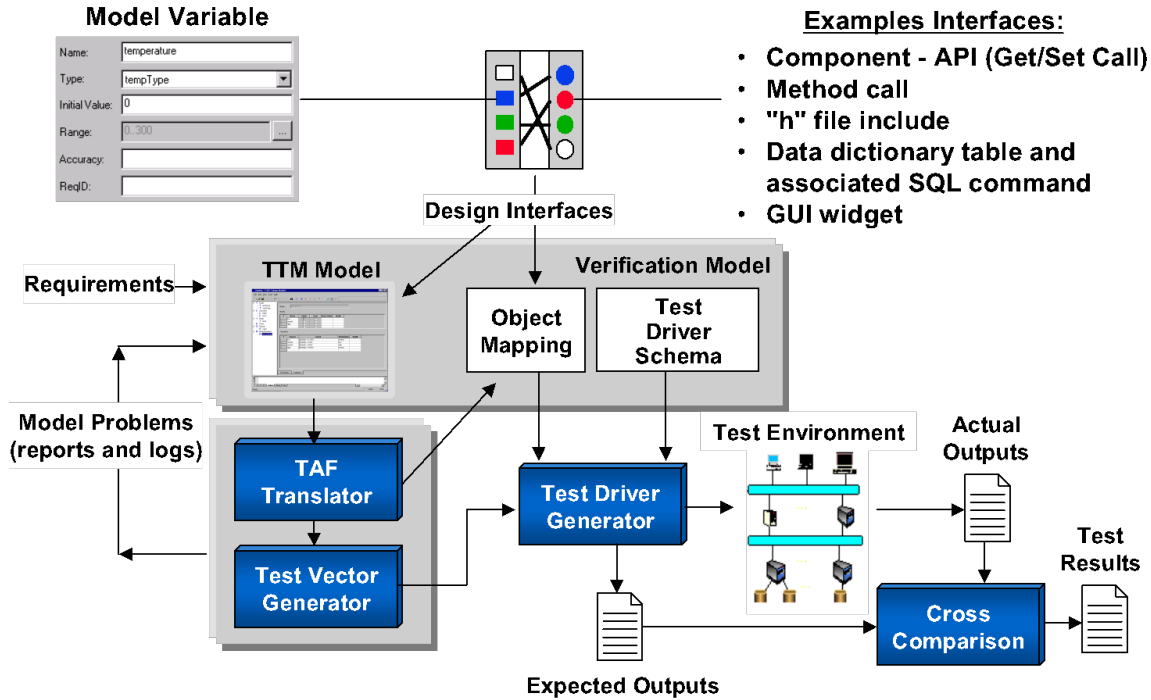 Model Variable
Name: temperature
Type: tempType
Initial Value: 0
Range: 0..300 ...
Accuracy:
ReqID:
Examples Interfaces:
• Component - API (Get/Set Call)
• Method call
• "h" file include
• Data dictionary table and
associated SQL command
• GUI widget
Design Interfaces
Requirements
TTM Model
Verification Model
Object
Mapping
Test
Driver
Schema
Model Problems
(reports and logs)
TAF
Translator
Test Vector
Generator
Test Driver
Generator
Test Environment
Actual
Outputs
Test
Results
Cross
Comparison
Expected Outputs